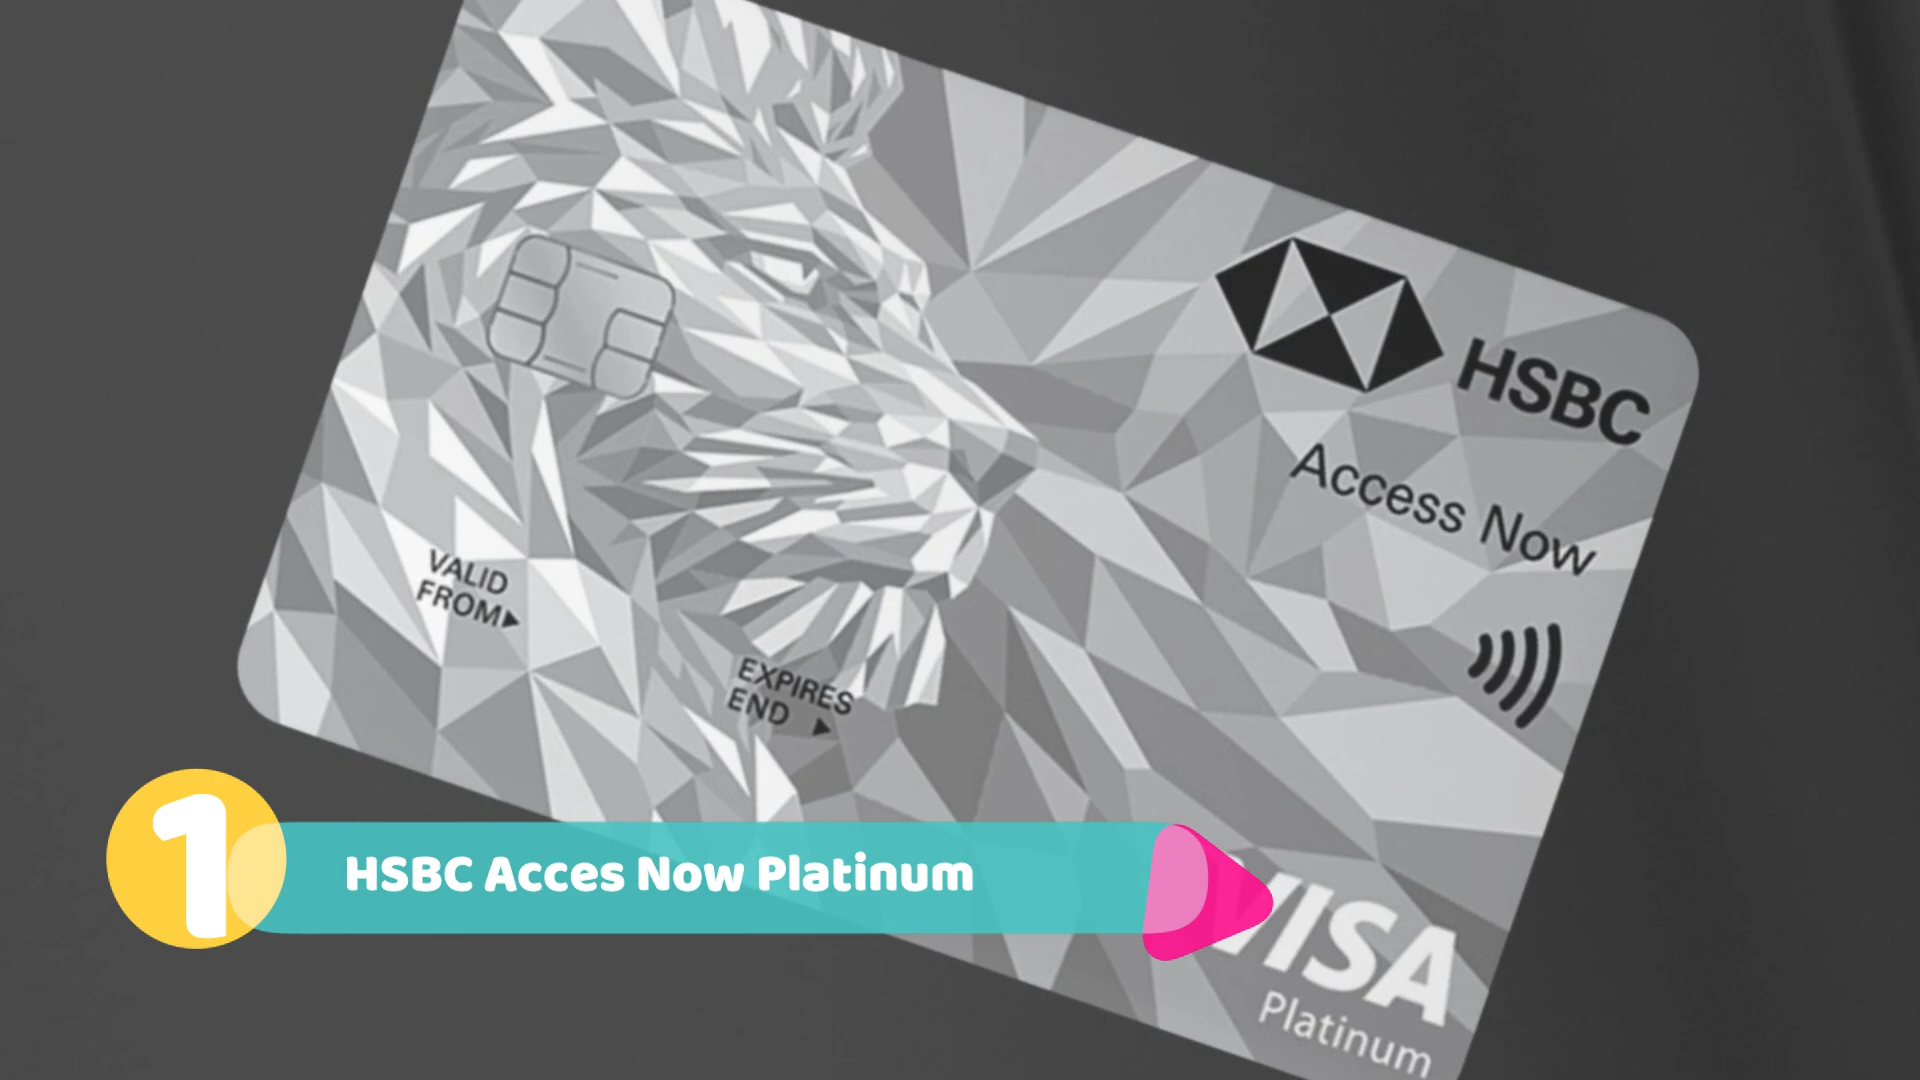 HSBC
Access Now
VALID
FROM
EXPIRES
END
1
HSBC Acces Now Platinum
VISA
Platinum